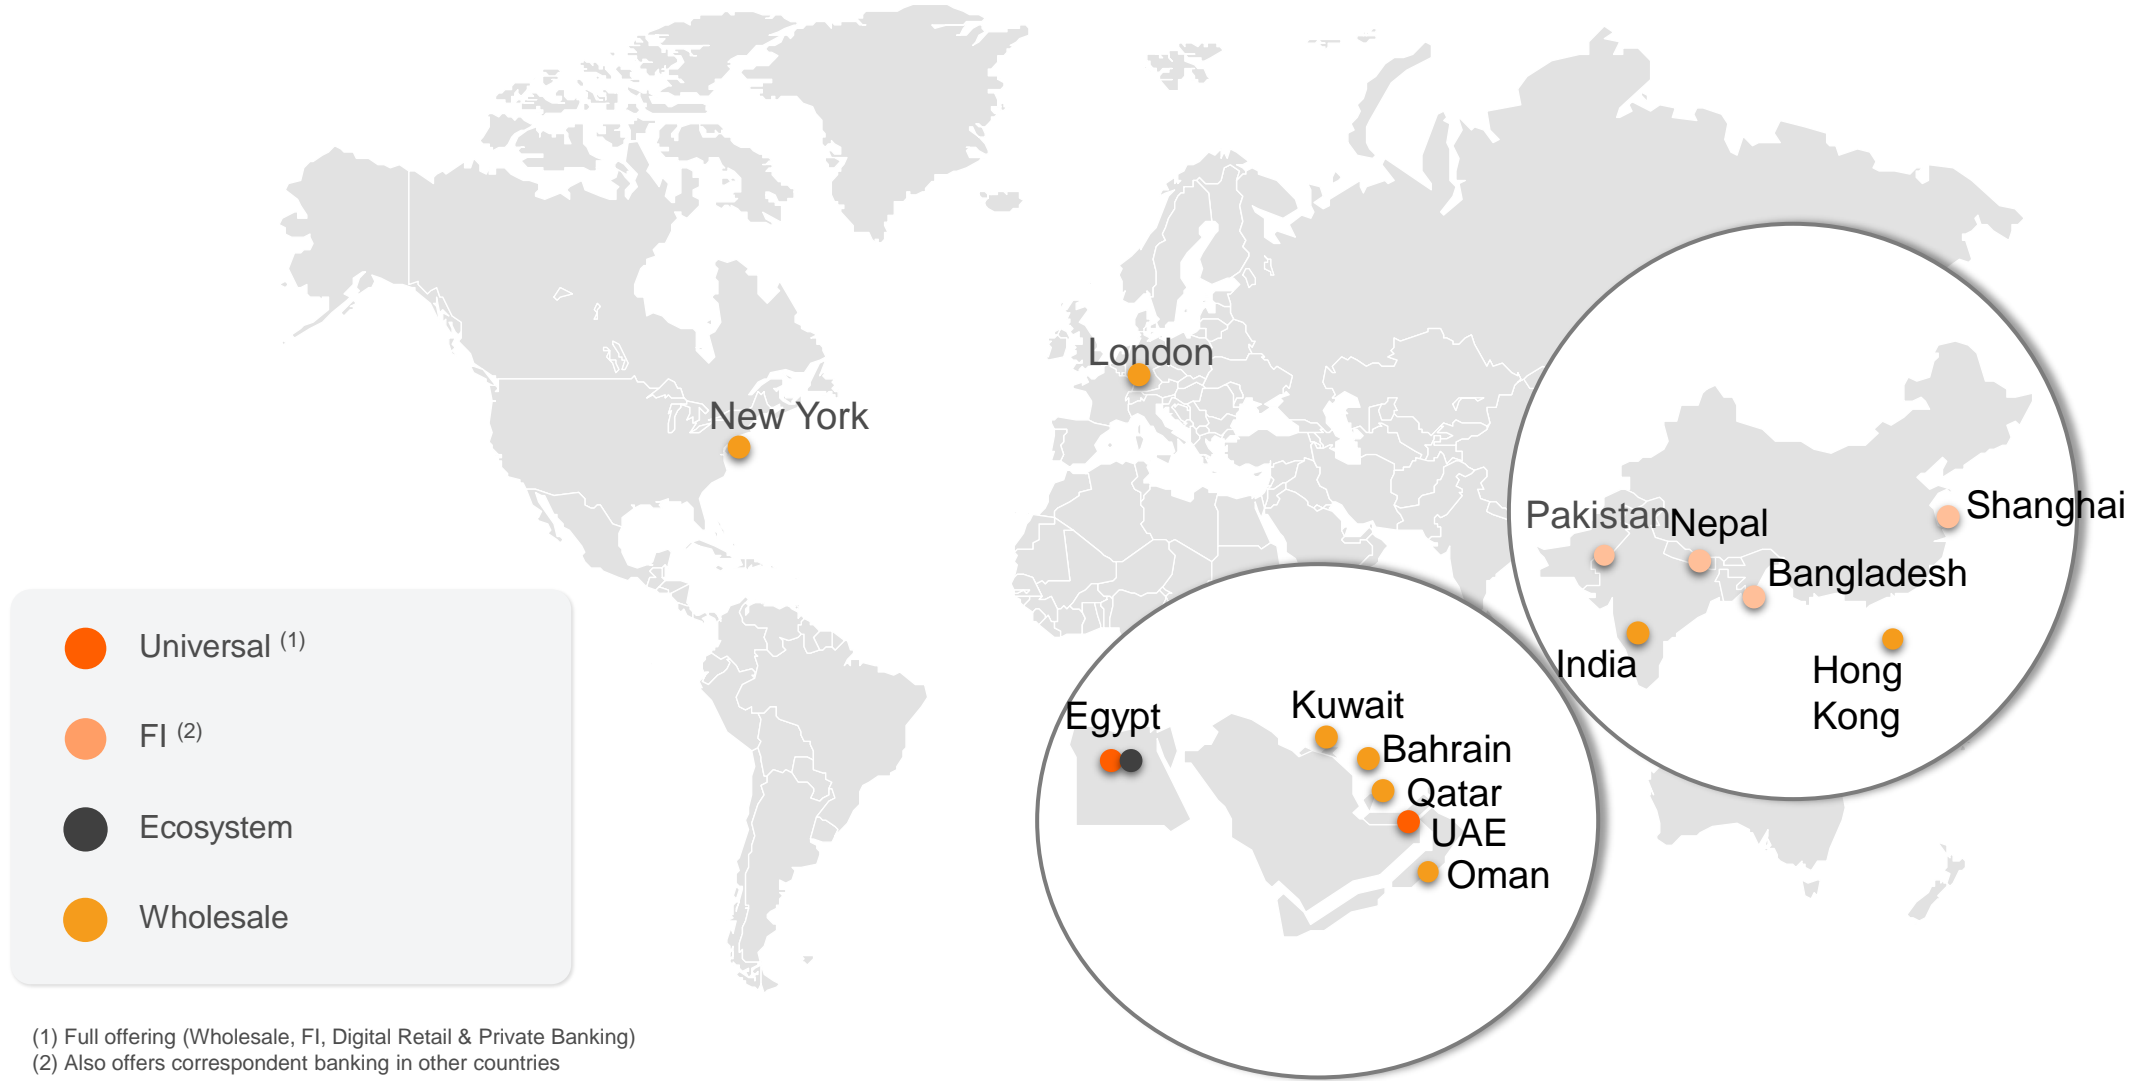 London
New York
Pakistan
Nepal
Shanghai
Bangladesh
India
Hong
Kong
Egypt
Kuwait
Bahrain
Qatar
UAE
Oman
Universal (1)
FI (2)
Ecosystem
Wholesale
(1) Full offering (Wholesale, FI, Digital Retail & Private Banking)
(2) Also offers correspondent banking in other countries